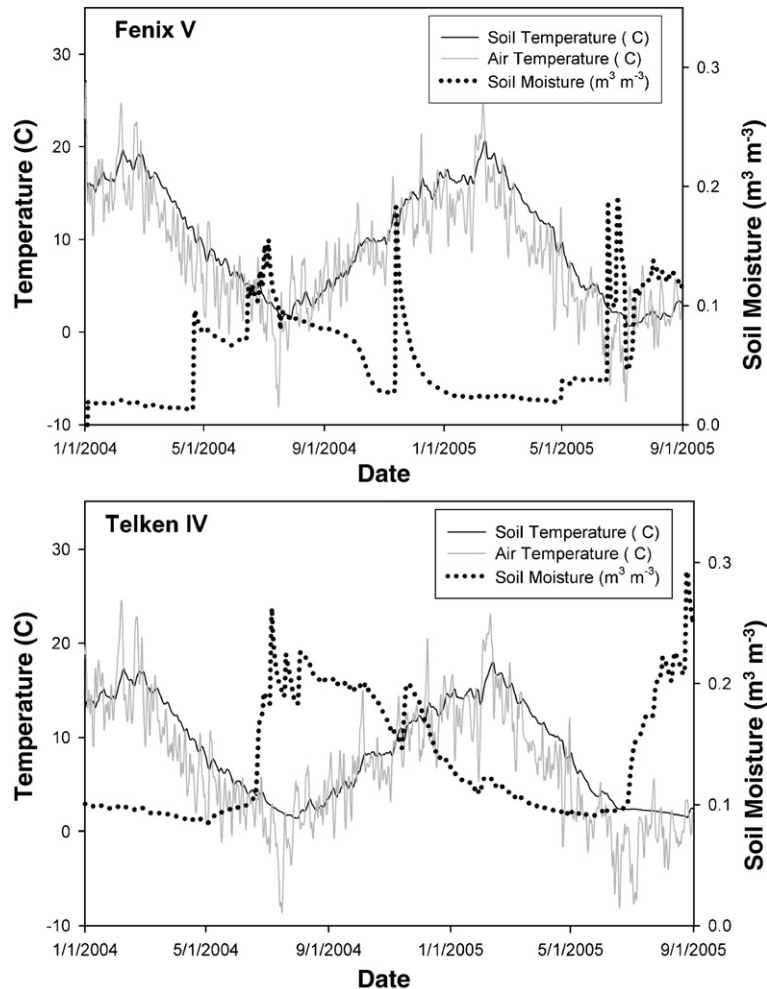 Fenix V
Soil Temperature ( C)
Air Temperature ( C)
Soil Moisture (m³ m⁻³)
Temperature (C)
30
20
10
0
-10
Soil Moisture (m³ m⁻³)
0.3
0.2
0.1
0.0
1/1/2004 5/1/2004 9/1/2004 1/1/2005 5/1/2005 9/1/2005
Date
Telken IV
Soil Temperature ( C)
Air Temperature ( C)
Soil Moisture (m³ m⁻³)
Temperature (C)
30
20
10
0
-10
Soil Moisture (m³ m⁻³)
0.3
0.2
0.1
0.0
1/1/2004 5/1/2004 9/1/2004 1/1/2005 5/1/2005 9/1/2005
Date